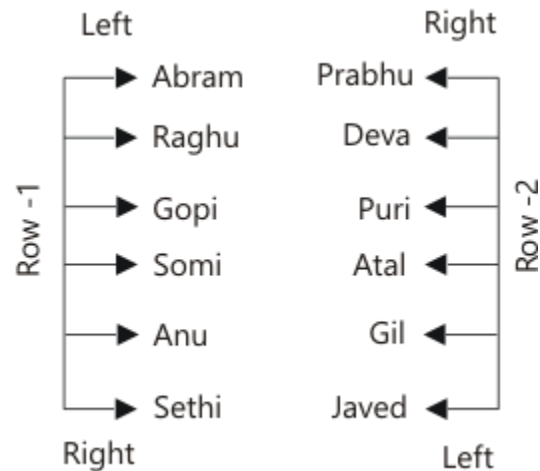 Left Right
Abram Prabhu
Raghu Deva
Row -1 Gopi Puri Row -2
Somi Atal
Anu Gil
Sethi Javed
Right Left